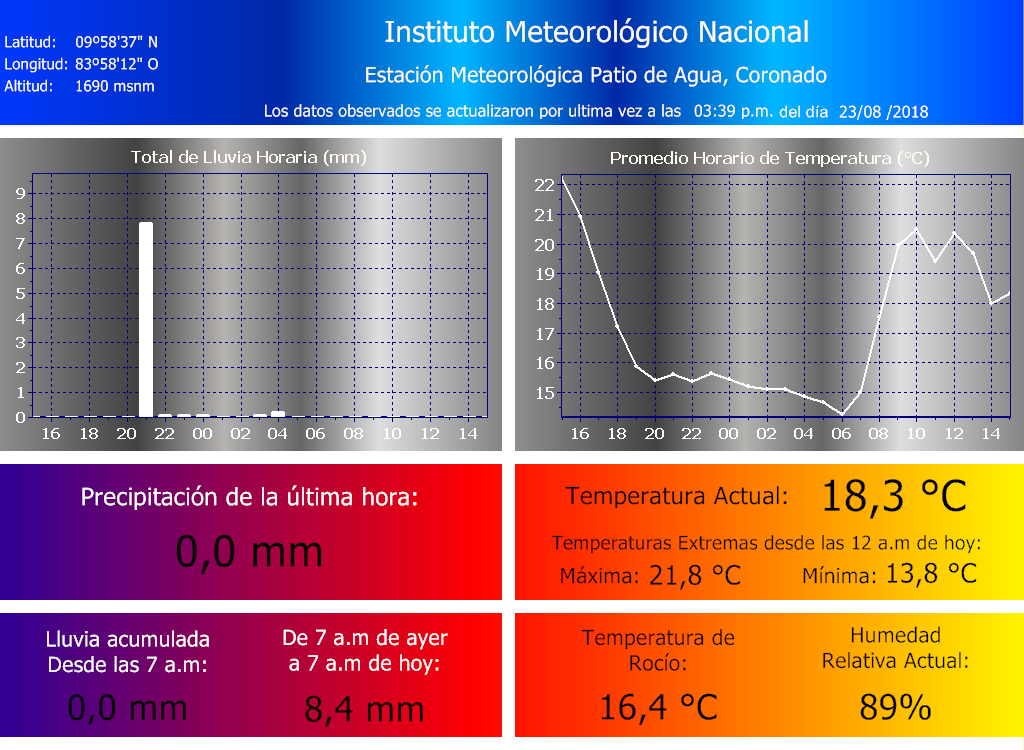 Instituto Meteorológico Nacional
Latitud: 09º58'37" N
Longitud: 83º58'12" O
Altitud: 1690 msnm
Estación Meteorológica Patio de Agua, Coronado
Los datos observados se actualizaron por ultima vez a las 03:39 p.m. del día 23/08 /2018
Total de Lluvia Horaria (mm)
9
8
7
6
5
4
3
2
1
0
16 18 20 22 00 02 04 06 08 10 12 14
Promedio Horario de Temperatura (°C)
22
21
20
19
18
17
16
15
16 18 20 22 00 02 04 06 08 10 12 14
Precipitación de la última hora:
0,0 mm
Temperatura Actual: 18,3 °C
Temperaturas Extremas desde las 12 a.m de hoy:
Máxima: 21,8 °C Mínima: 13,8 °C
Lluvia acumulada
Desde las 7 a.m:
0,0 mm
De 7 a.m de ayer
a 7 a.m de hoy:
8,4 mm
Temperatura de
Rocío:
16,4 °C
Humedad
Relativa Actual:
89%